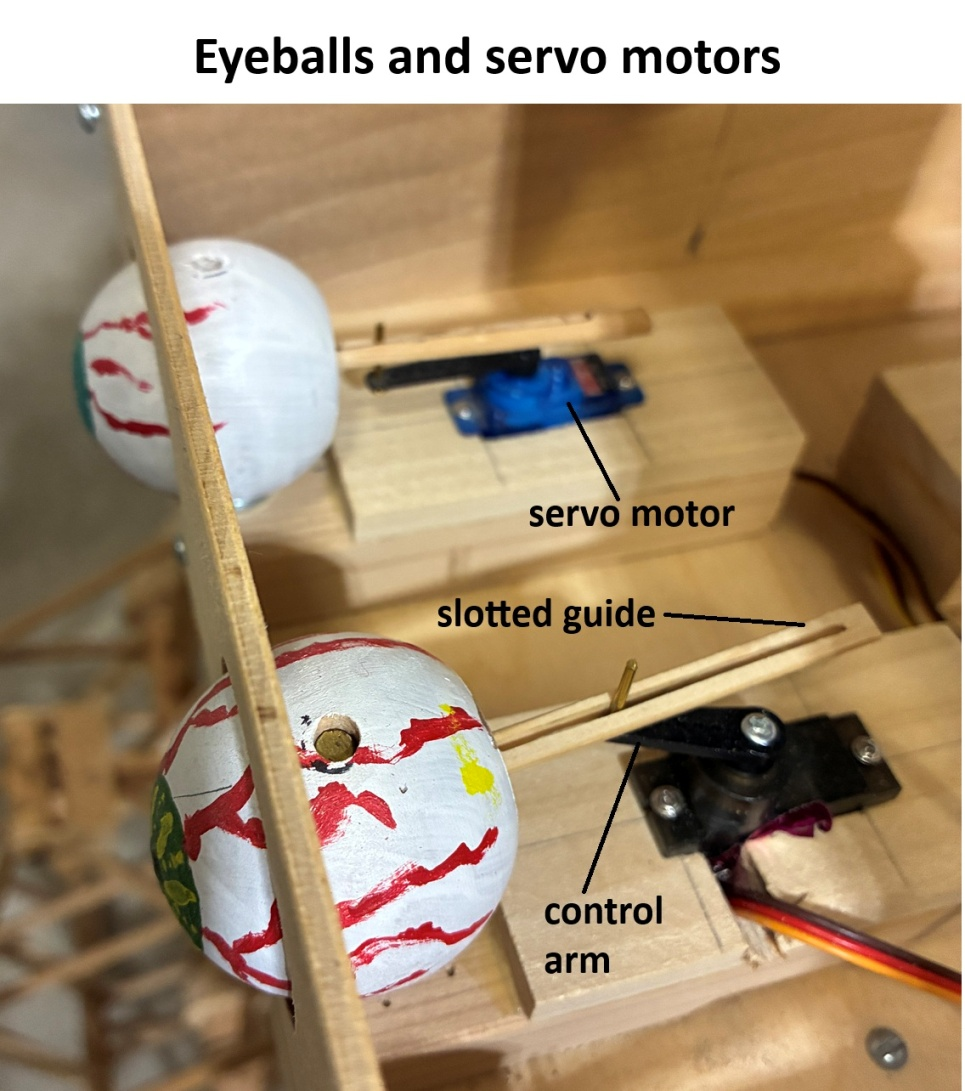 Eyeballs and servo motors
servo motor
slotted guide
control
arm